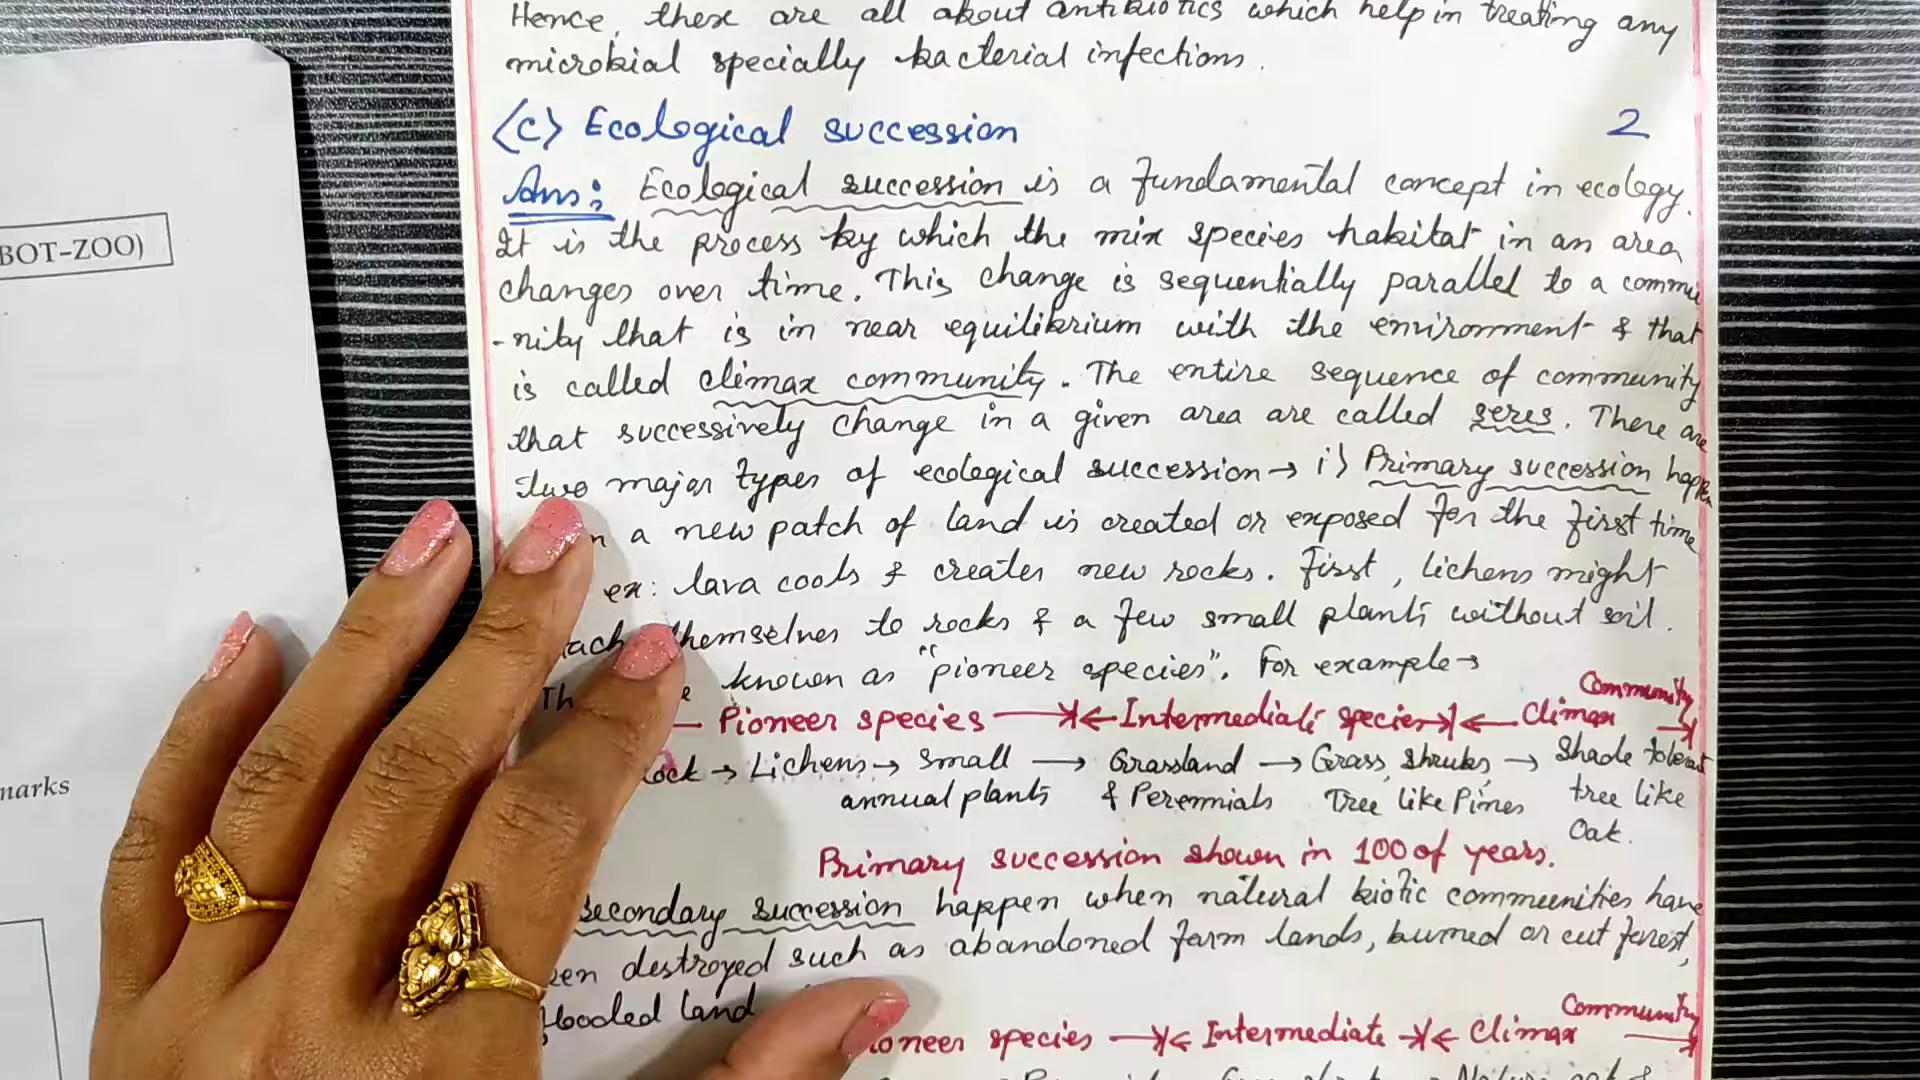 Hence, these are all about antibiotics which help in treating any
microbial specially bacterial infections.
(C) Ecological succession 2
Ans: Ecological succession is a fundamental concept in ecology.
It is the process by which the mix species habitat in an area
changes over time. This change is sequentially parallel to a commu
-nity that is in near equilibrium with the environment & that
is called climax community. The entire sequence of community
that successively change in a given area are called seres. There are
two major types of ecological succession → i) Primary succession happen
n a new patch of land is created or exposed for the first time
ex: lava cools & creates new rocks. First, lichens might
tach themselves to rocks & a few small plants without soil.
Th e known as "pioneer species". For example →
Community
Pioneer species Intermediate species Climax
ock → Lichens → Small → Grassland → Grass, Shrubs, → Shade tolerant
annual plants & Perennials Tree like Pines tree like
Oak.
Primary succession shown in 100 of years.
Secondary succession happen when natural biotic communities have
een destroyed such as abandoned farm lands, burned or cut forest,
flooded land
Community
ioneer species Intermediate Climax
BOT-ZOO)
marks